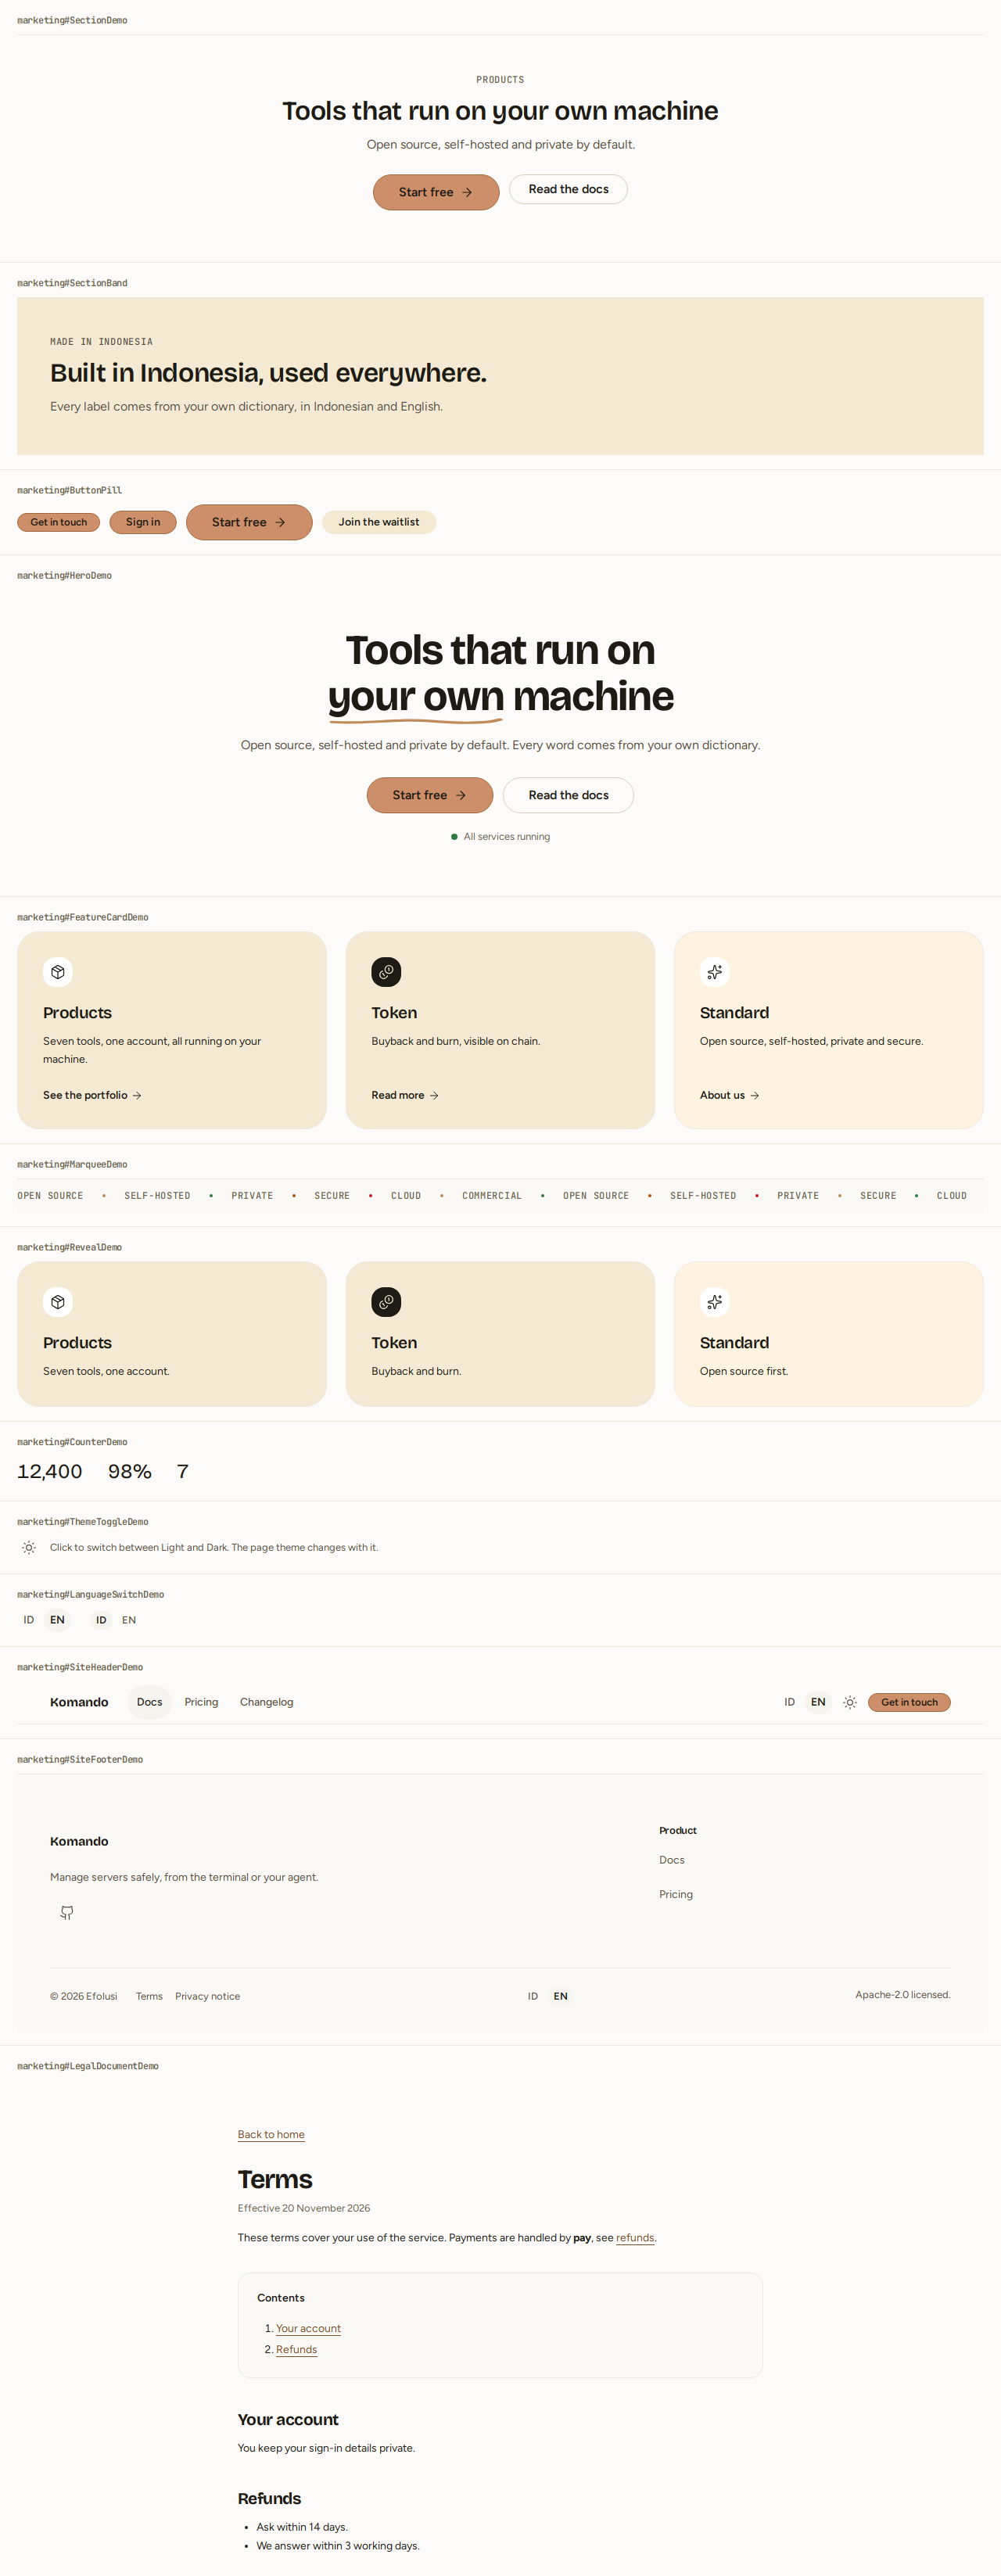 marketing#SectionDemo
PRODUCTS
Tools that run on your own machine
Open source, self-hosted and private by default.
Start free
Read the docs
marketing#SectionBand
MADE IN INDONESIA
Built in Indonesia, used everywhere.
Every label comes from your own dictionary, in Indonesian and English.
marketing#ButtonPill
Get in touch
Sign in
Start free
Join the waitlist
marketing#HeroDemo
Tools that run on
your own machine
Open source, self-hosted and private by default. Every word comes from your own dictionary.
Start free
Read the docs
All services running
marketing#FeatureCardDemo
Products
Seven tools, one account, all running on your
machine.
See the portfolio
Token
Buyback and burn, visible on chain.
Read more
Standard
Open source, self-hosted, private and secure.
About us
marketing#MarqueeDemo
OPEN SOURCE • SELF-HOSTED • PRIVATE • SECURE • CLOUD • COMMERCIAL • OPEN SOURCE • SELF-HOSTED • PRIVATE • SECURE • CLOUD
marketing#RevealDemo
Products
Seven tools, one account.
Token
Buyback and burn.
Standard
Open source first.
marketing#CounterDemo
12,400 98% 7
marketing#ThemeToggleDemo
Click to switch between Light and Dark. The page theme changes with it.
marketing#LanguageSwitchDemo
ID EN ID EN
marketing#SiteHeaderDemo
Komando Docs Pricing Changelog ID EN Get in touch
marketing#SiteFooterDemo
Komando
Manage servers safely, from the terminal or your agent.
Product
Docs
Pricing
© 2026 Efolusi Terms Privacy notice ID EN Apache-2.0 licensed.
marketing#LegalDocumentDemo
Back to home
Terms
Effective 20 November 2026
These terms cover your use of the service. Payments are handled by pay, see refunds.
Contents
1. Your account
2. Refunds
Your account
You keep your sign-in details private.
Refunds
• Ask within 14 days.
• We answer within 3 working days.